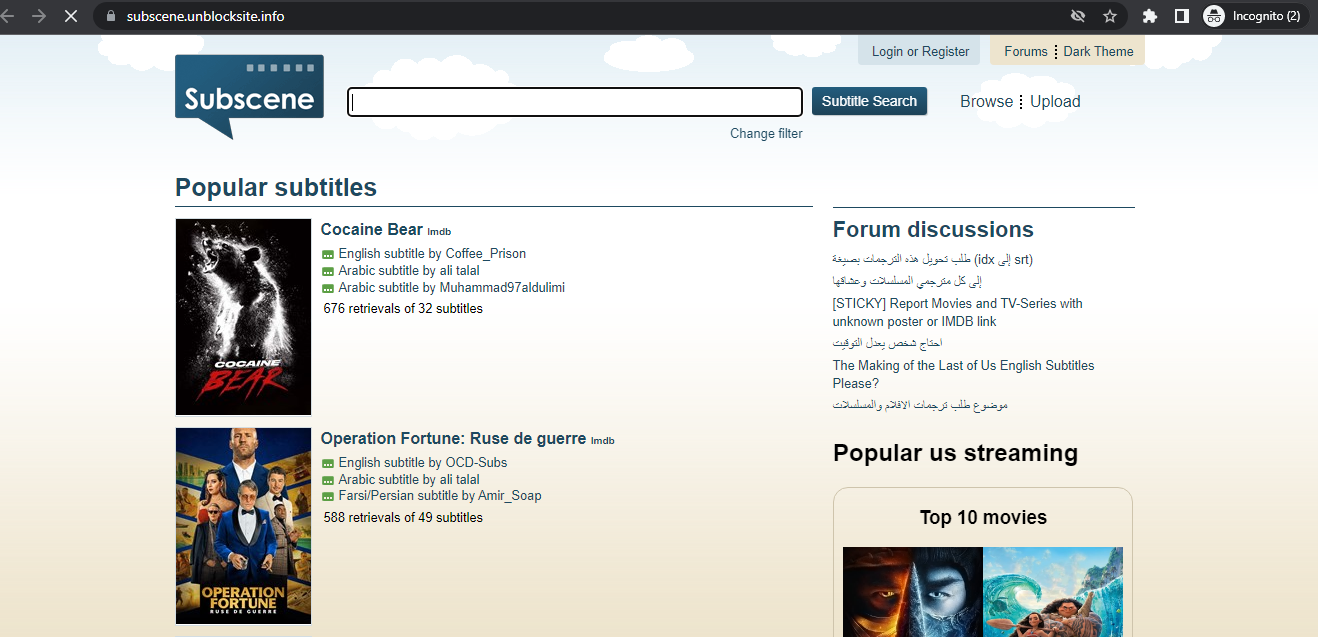 subscene.unblocksite.info
Incognito (2)
Login or Register
Forums
Dark Theme
Subscene
Subtitle Search
Browse
Upload
Change filter
Popular subtitles
Cocaine Bear Imdb
English subtitle by Coffee_Prison
Arabic subtitle by ali talal
Arabic subtitle by Muhammad97aldulimi
676 retrievals of 32 subtitles
COCAINE
BEAR
Operation Fortune: Ruse de guerre Imdb
English subtitle by OCD-Subs
Arabic subtitle by ali talal
Farsi/Persian subtitle by Amir_Soap
588 retrievals of 49 subtitles
OPERATION
FORTUNE
RUSE DE GUERRE
Forum discussions
طلب تحويل هذه الترجمات بصيغة (idx إلى srt)
إلى كل مترجمي المسلسلات وعشاقها
[STICKY] Report Movies and TV-Series with
unknown poster or IMDB link
احتاج شخص يعدل التوقيت
The Making of the Last of Us English Subtitles
Please?
موضوع طلب ترجمات الافلام والمسلسلات
Popular us streaming
Top 10 movies